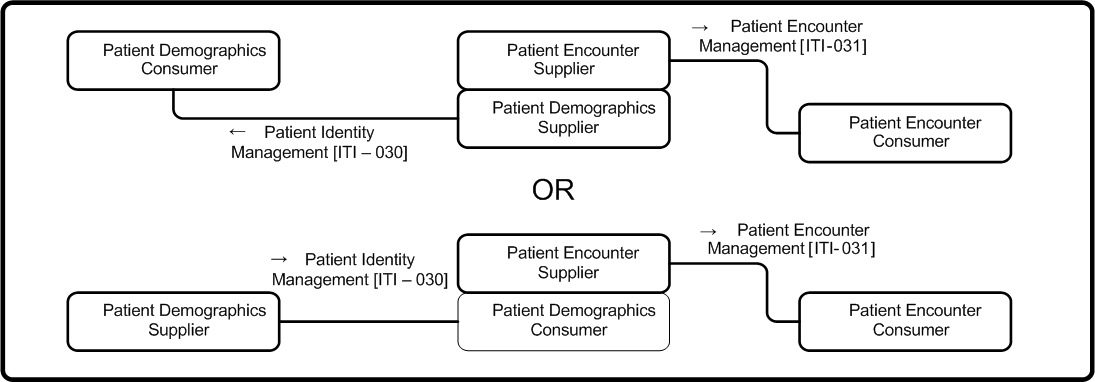 Patient Demographics
Consumer
Patient Encounter
Supplier
→ Patient Encounter
Management [ITI-031]
Patient Demographics
Supplier
← Patient Identity
Management [ITI – 030]
Patient Encounter
Consumer
OR
→ Patient Identity
Management [ITI – 030]
Patient Encounter
Supplier
→ Patient Encounter
Management [ITI-031]
Patient Demographics
Supplier
Patient Demographics
Consumer
Patient Encounter
Consumer